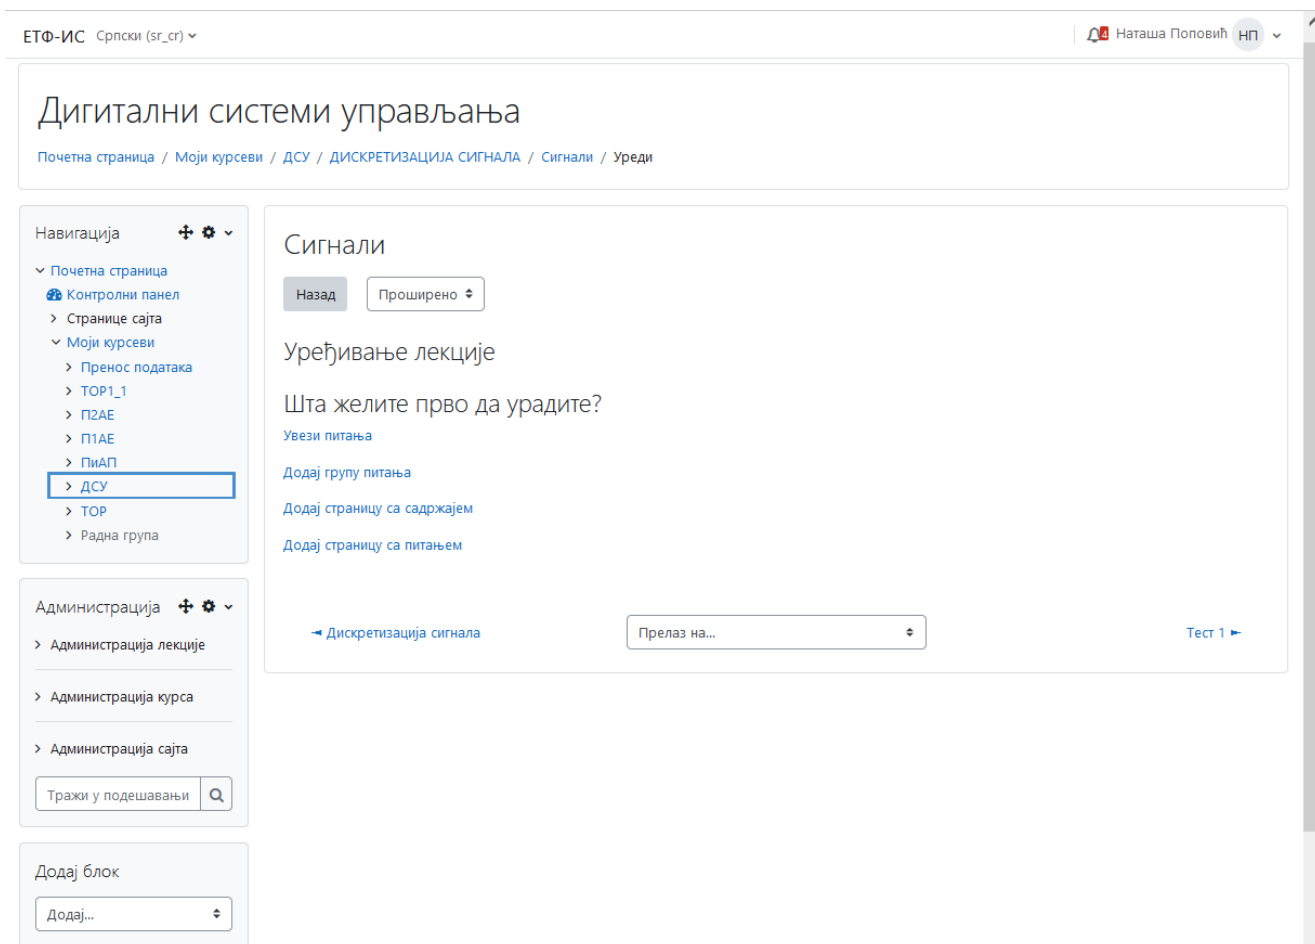 ЕТФ-ИС Српски (sr_cr)
4 Наташа Поповић НП
Дигитални системи управљања
Почетна страница / Моји курсеви / ДСУ / ДИСКРЕТИЗАЦИЈА СИГНАЛА / Сигнали / Уреди
Навигација
Почетна страница
Контролни панел
Странице сајта
Моји курсеви
Пренос података
ТОР1_1
П2АЕ
П1АЕ
ПиАП
ДСУ
ТОР
Радна група
Администрација
Администрација лекције
Администрација курса
Администрација сајта
Тражи у подешавањи
Додај блок
Додај...
Сигнали
Назад
Проширено
Уређивање лекције
Шта желите прво да урадите?
Увези питања
Додај групу питања
Додај страницу са садржајем
Додај страницу са питањем
◄ Дискретизација сигнала
Прелаз на...
Тест 1 ►